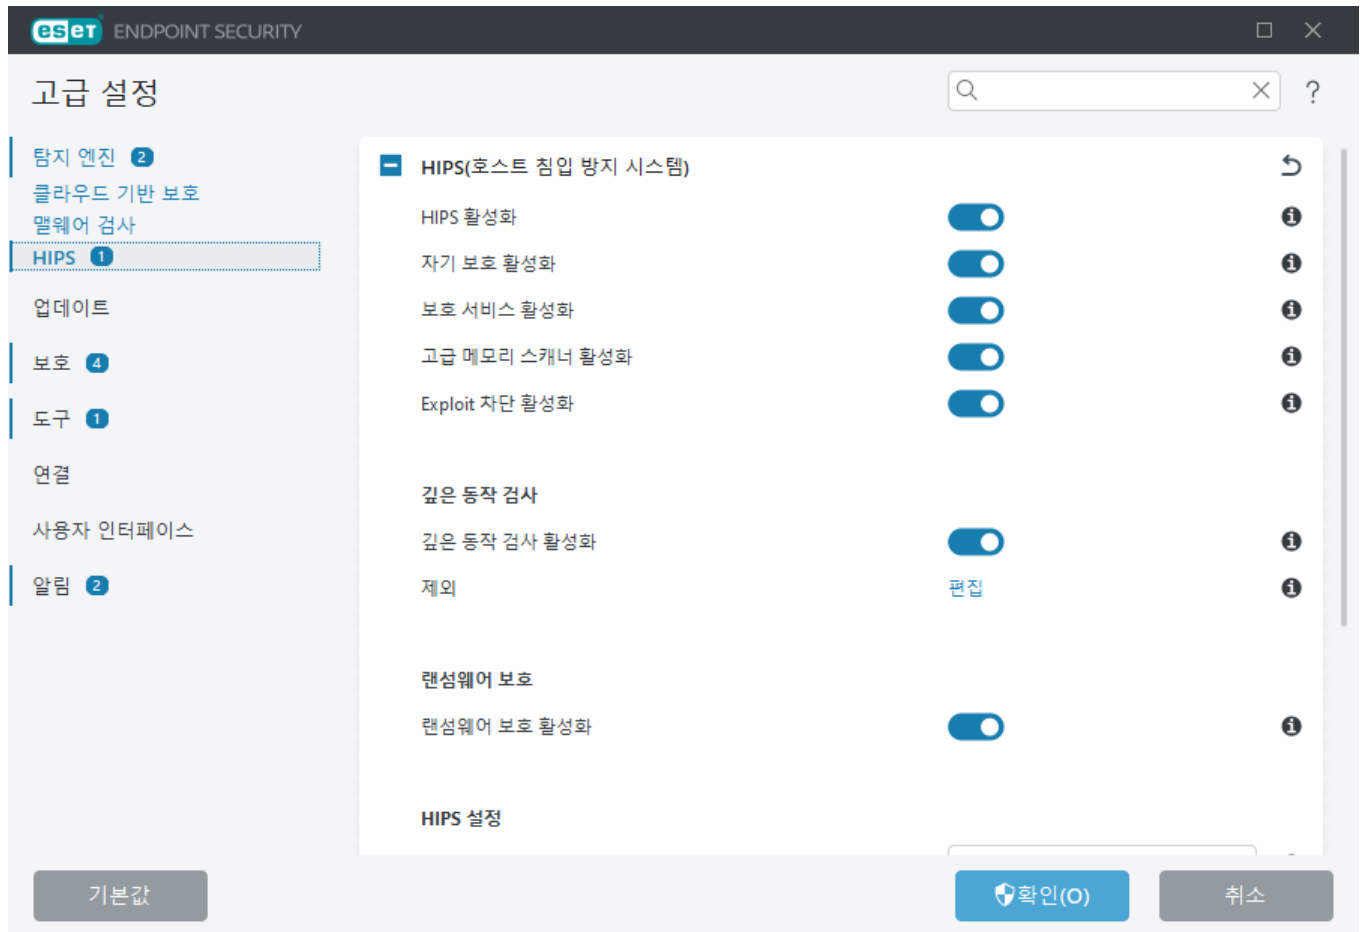 eset ENDPOINT SECURITY
고급 설정
?
탐지 엔진 2
클라우드 기반 보호
맬웨어 검사
HIPS 1
업데이트
보호 4
도구 1
연결
사용자 인터페이스
알림 2
HIPS(호스트 침입 방지 시스템)
HIPS 활성화
자기 보호 활성화
보호 서비스 활성화
고급 메모리 스캐너 활성화
Exploit 차단 활성화
깊은 동작 검사
깊은 동작 검사 활성화
제외 편집
랜섬웨어 보호
랜섬웨어 보호 활성화
HIPS 설정
기본값 확인(O) 취소